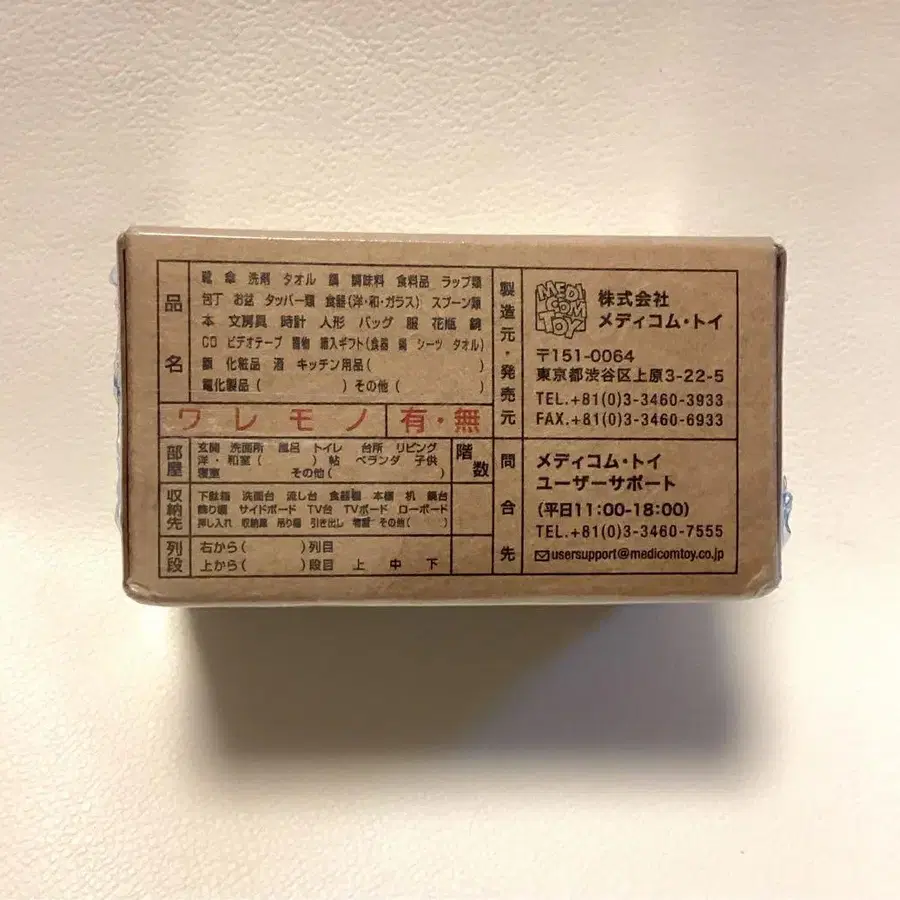 品名
靴 傘 洗剤 タオル 鍋 調味料 食料品 ラップ類
包丁 お盆 タッパー類 食器(洋・和・ガラス) スプーン類
本 文房具 時計 人形 バッグ 服 花瓶 鏡
CD ビデオテープ 置物 箱入ギフト(食器 鍋 シーツ タオル)
額 化粧品 酒 キッチン用品( )
電化製品( ) その他( )
ワレモノ 有・無
部屋
玄関 洗面所 風呂 トイレ 台所 リビング
洋・和室( )帖 ベランダ 子供
寝室 その他( )
階数
収納先
下駄箱 洗面台 流し台 食器棚 本棚 机 鏡台
飾り棚 サイドボード TV台 TVボード ローボード
押し入れ 収納庫 吊り棚 引き出し 物置 その他( )
列段
右から( )列目
上から( )段目 上 中 下
製造元・発売元
MEDI
COM
TOY
株式会社
メディコム・トイ
〒151-0064
東京都渋谷区上原3-22-5
TEL.+81(0)3-3460-3933
FAX.+81(0)3-3460-6933
問合先
メディコム・トイ
ユーザーサポート
(平日11:00-18:00)
TEL.+81(0)3-3460-7555
usersupport@medicomtoy.co.jp